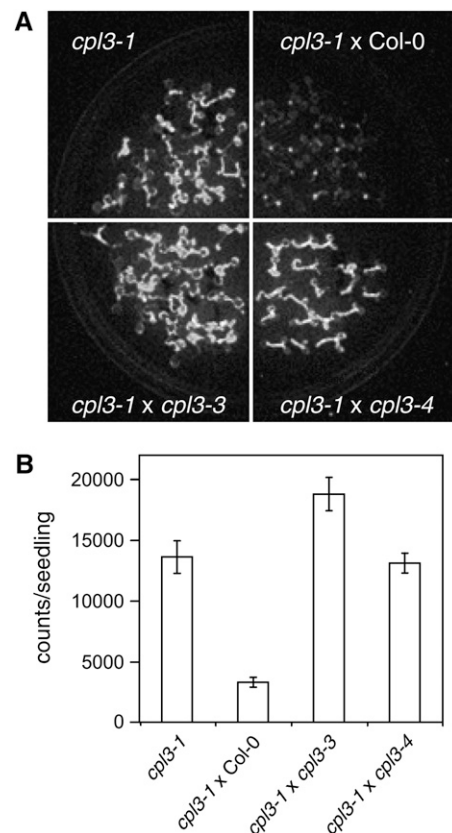 A
cpl3-1
cpl3-1 x Col-0
cpl3-1 x cpl3-3
cpl3-1 x cpl3-4
B
counts/seedling
20000
15000
10000
5000
0
cpl3-1
cpl3-1 x Col-0
cpl3-1 x cpl3-3
cpl3-1 x cpl3-4